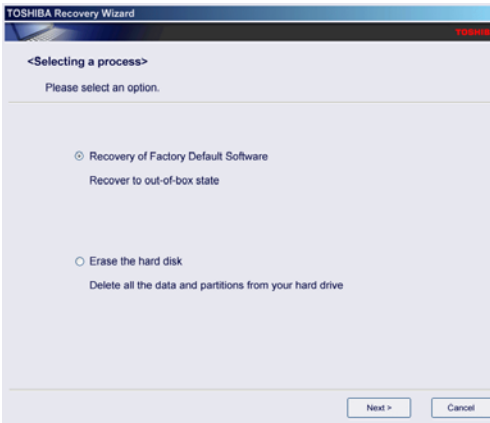 TOSHIBA Recovery Wizard
<Selecting a process>
Please select an option.
Recovery of Factory Default Software
Recover to out-of-box state
Erase the hard disk
Delete all the data and partitions from your hard drive
Next >
Cancel